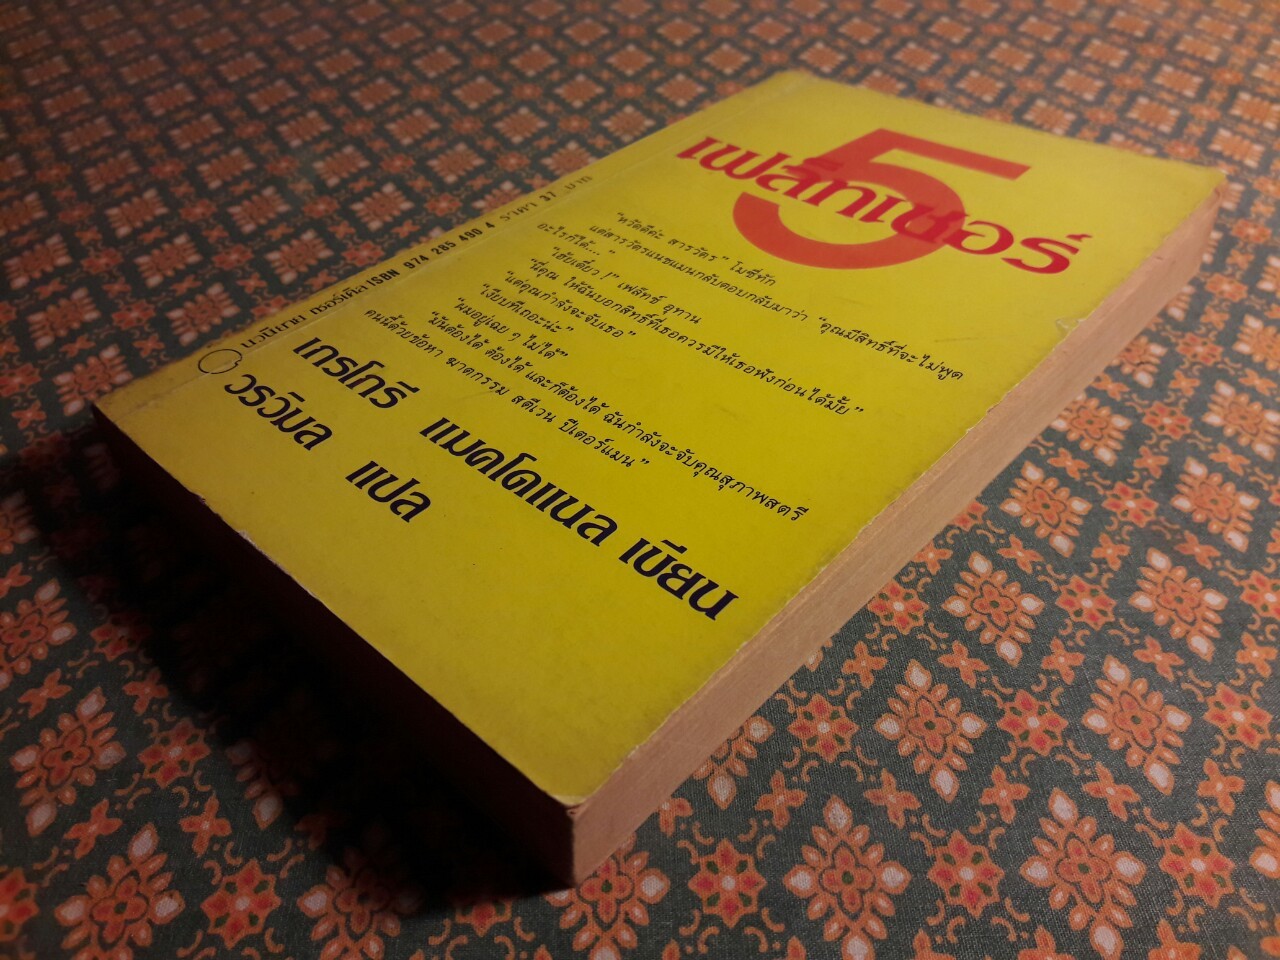 5
เฟล็ทเชอร์
"หวัดดีค่ะ สารวัตร" โมซี่ทัก
แต่สารวัตรแนชแมนกลับตอบกลับมาว่า "คุณมีสิทธิ์ที่จะไม่พูด
อะไรก็ได้... "
"เฮ้ยเดี๋ยว !" เฟล็ทช์ อุทาน
"นี่คุณ ให้ฉันบอกสิทธิ์ที่เธอควรมีให้เธอฟังก่อนได้มั้ย"
"แต่คุณกำลังจะจับเธอ"
"เงียบทีเถอะน่ะ"
"ผมอยู่เฉย ๆ ไม่ได้"
"มันต้องได้ ต้องได้ และก็ต้องได้ ฉันกำลังจะจับคุณสุภาพสตรี
คนนี้ด้วยข้อหา ฆาตกรรม สตีเวน ปีเตอร์แมน"
เกรโกรี แมคโดแนล เขียน
วรวิมล แปล
ISBN 974 285 490 4 ราคา 37 บาท